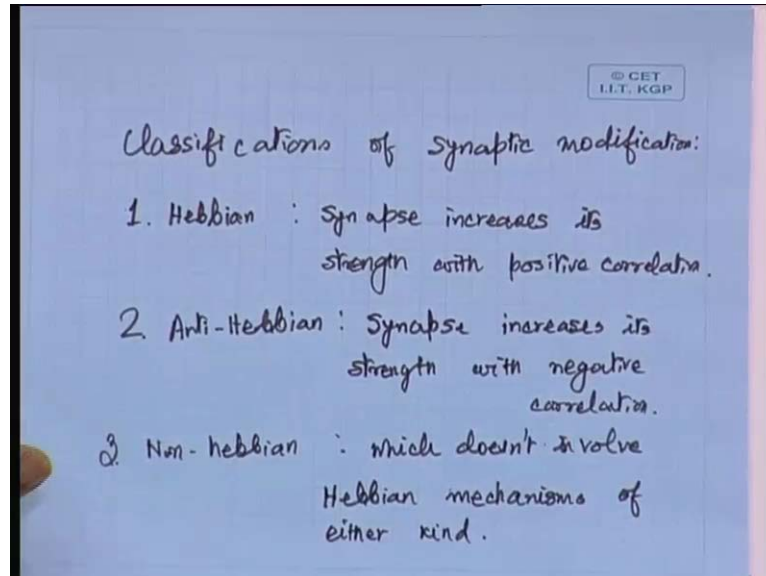 © CET
I.I.T. KGP
Classifications of synaptic modification:
1. Hebbian : Synapse increases its
strength with positive correlation.
2. Anti-Hebbian : Synapse increases its
strength with negative
correlation.
3. Non-hebbian : which doesn't involve
Hebbian mechanisms of
either kind.